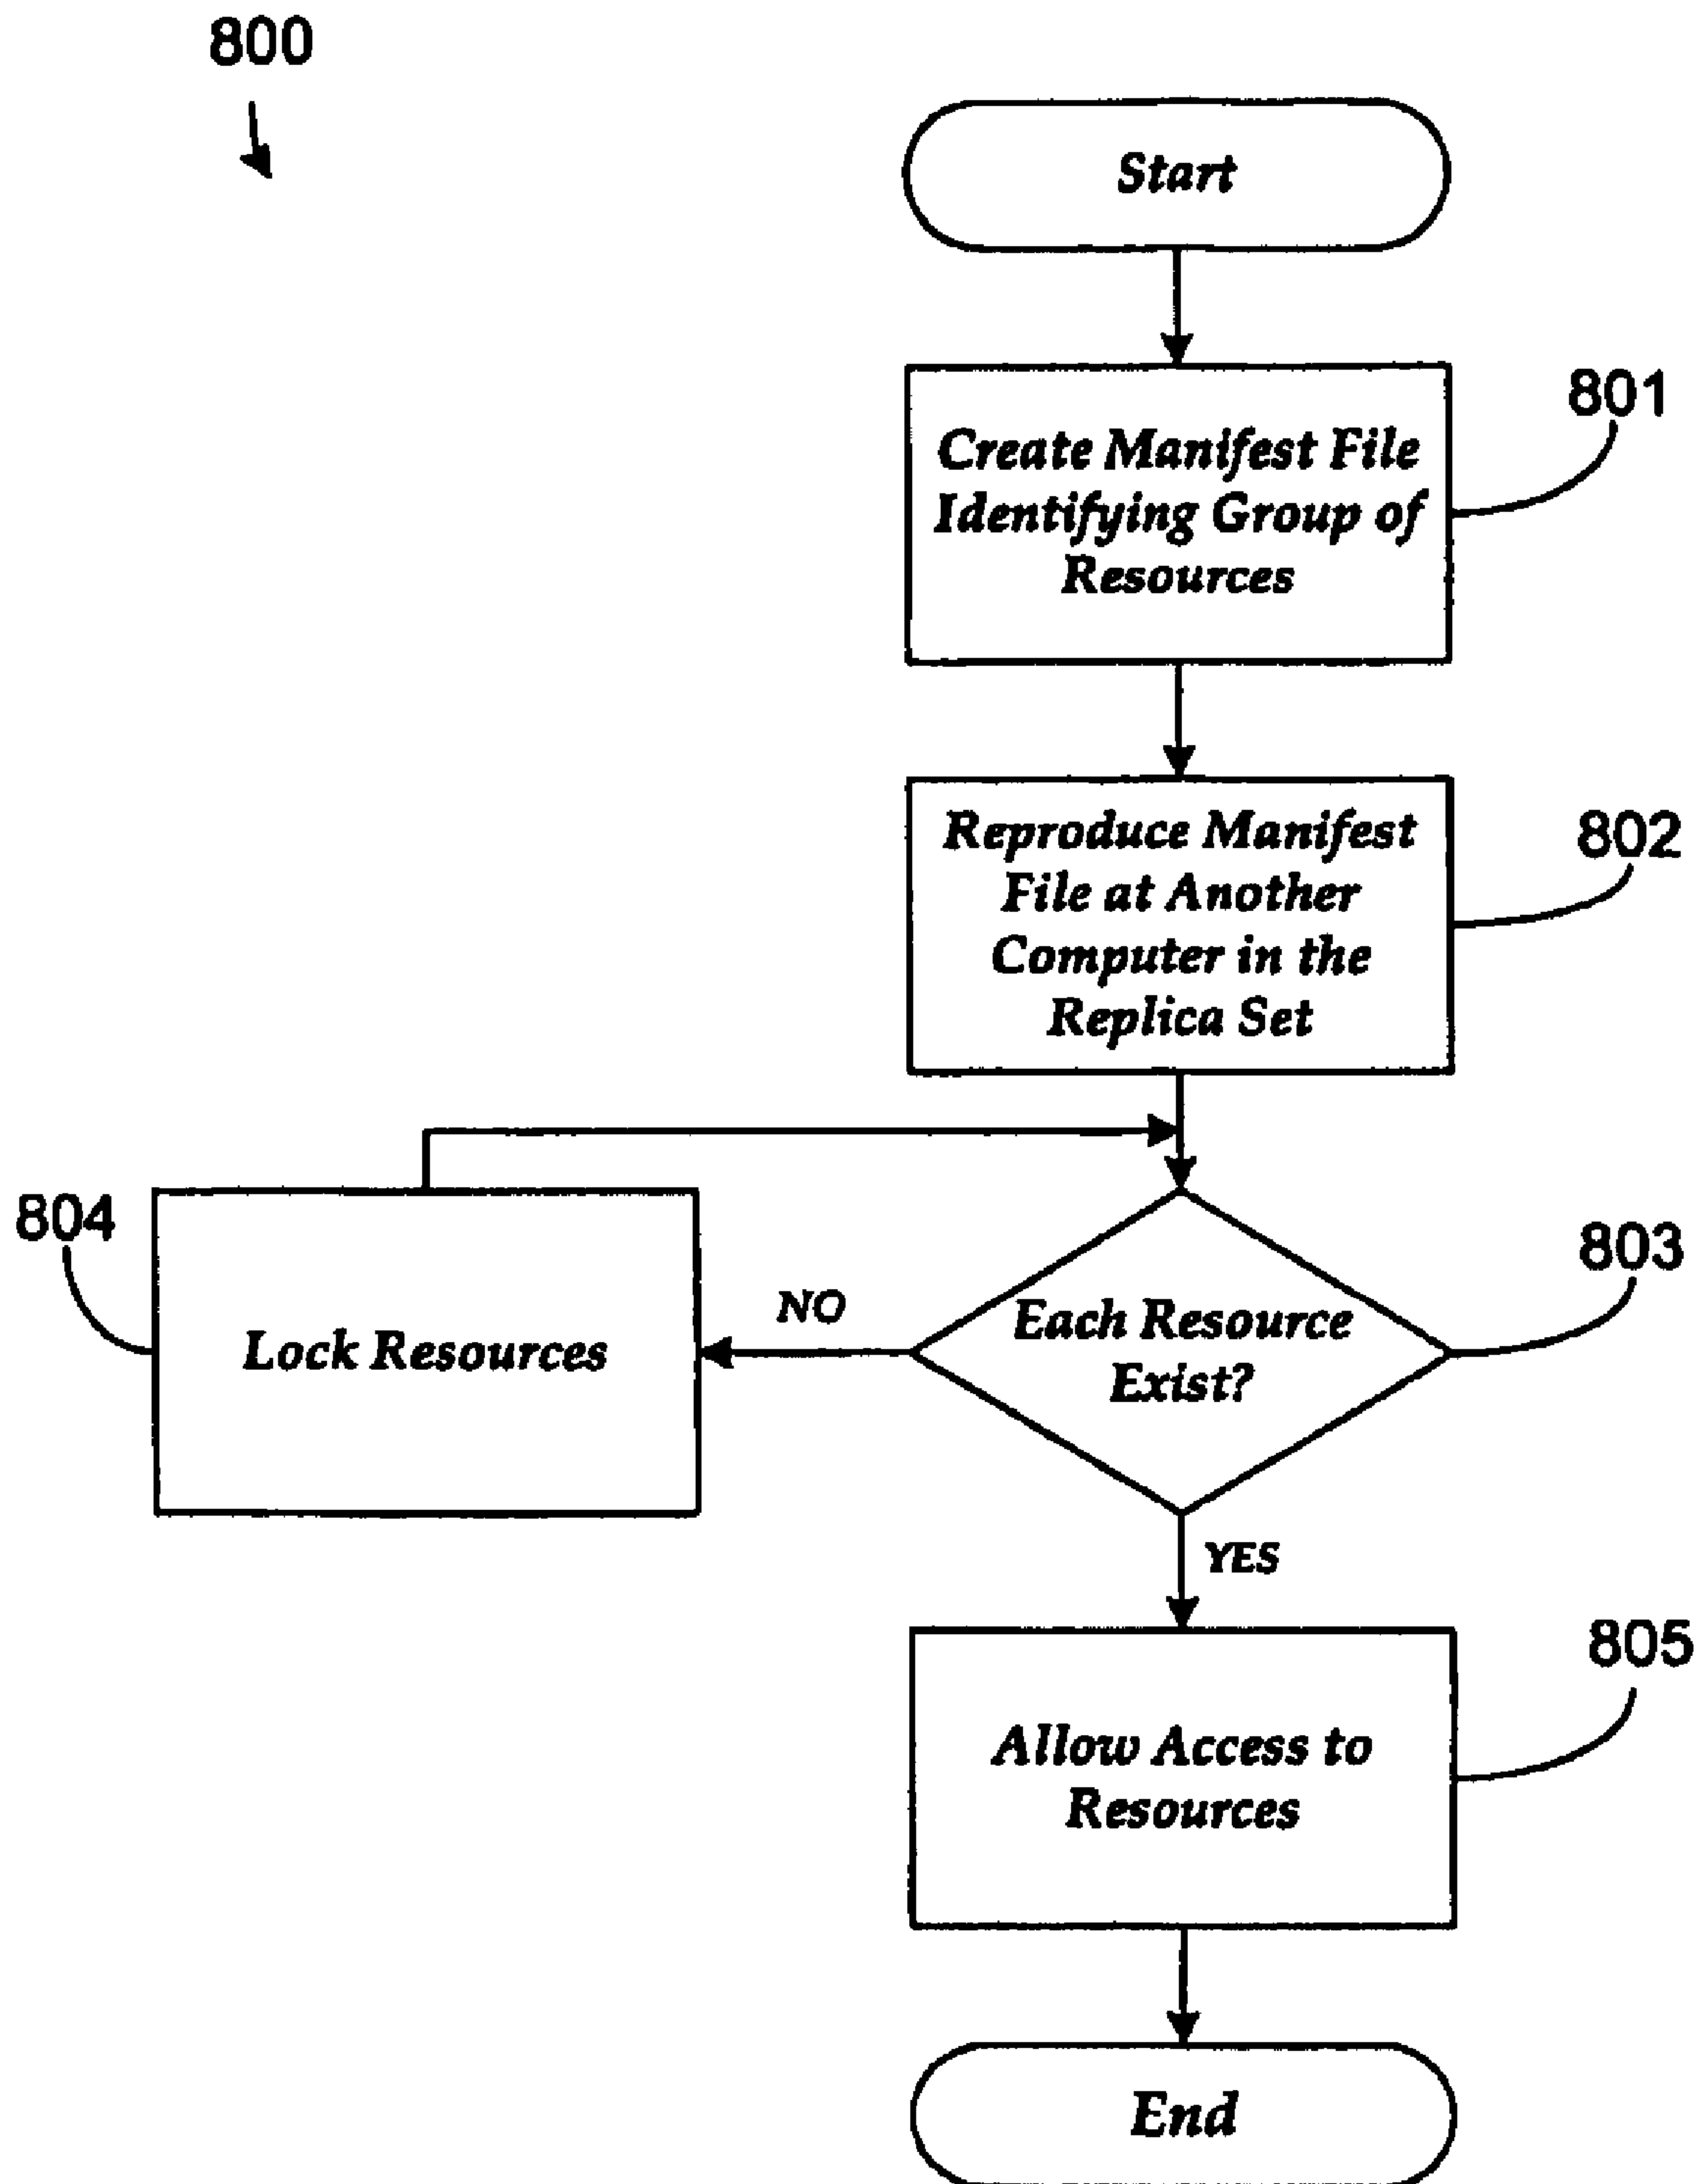 800
Start
801
Create Manifest File
Identifying Group of
Resources
802
Reproduce Manifest
File at Another
Computer in the
Replica Set
804
Lock Resources
NO
803
Each Resource
Exist?
YES
805
Allow Access to
Resources
End